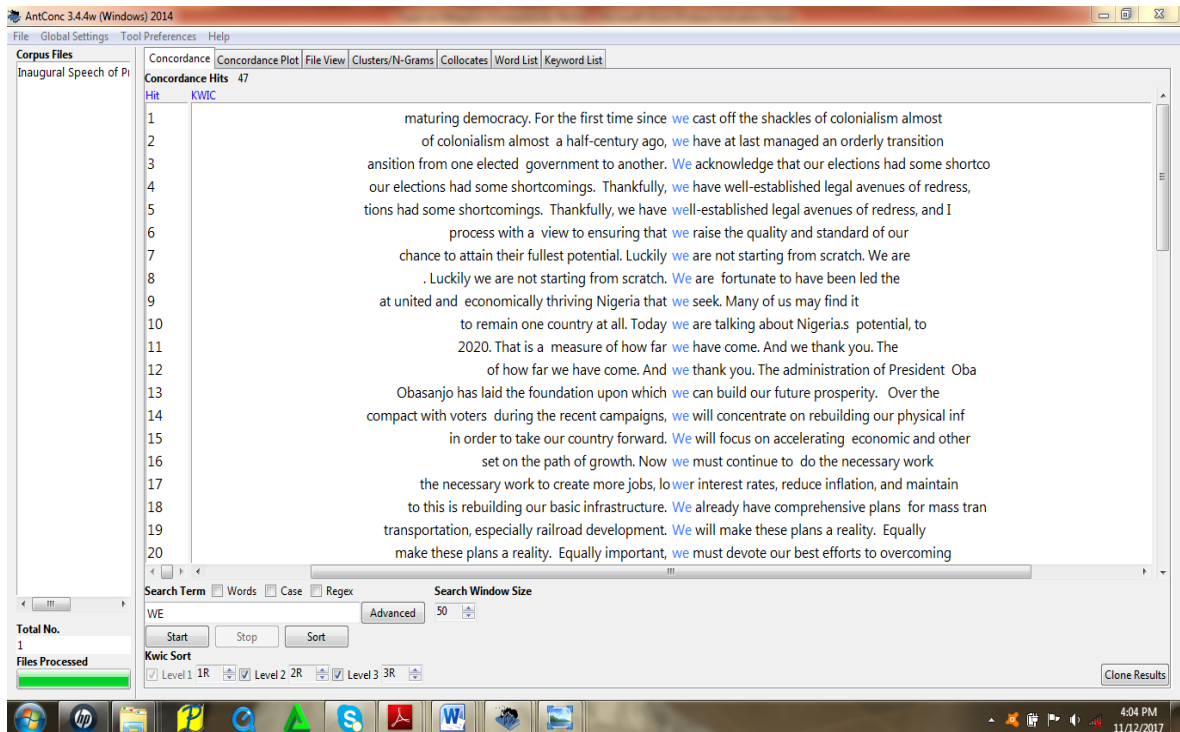 AntConc 3.4.4w (Windows) 2014
File Global Settings Tool Preferences Help
Corpus Files
Inaugural Speech of Pr
Concordance Concordance Plot File View Clusters/N-Grams Collocates Word List Keyword List
Concordance Hits 47
Hit KWIC
1 maturing democracy. For the first time since we cast off the shackles of colonialism almost
2 of colonialism almost a half-century ago, we have at last managed an orderly transition
3 ansition from one elected government to another. We acknowledge that our elections had some shortco
4 our elections had some shortcomings. Thankfully, we have well-established legal avenues of redress,
5 tions had some shortcomings. Thankfully, we have well-established legal avenues of redress, and I
6 process with a view to ensuring that we raise the quality and standard of our
7 chance to attain their fullest potential. Luckily we are not starting from scratch. We are
8 . Luckily we are not starting from scratch. We are fortunate to have been led the
9 at united and economically thriving Nigeria that we seek. Many of us may find it
10 to remain one country at all. Today we are talking about Nigeria.s potential, to
11 2020. That is a measure of how far we have come. And we thank you. The
12 of how far we have come. And we thank you. The administration of President Oba
13 Obasanjo has laid the foundation upon which we can build our future prosperity. Over the
14 compact with voters during the recent campaigns, we will concentrate on rebuilding our physical inf
15 in order to take our country forward. We will focus on accelerating economic and other
16 set on the path of growth. Now we must continue to do the necessary work
17 the necessary work to create more jobs, lower interest rates, reduce inflation, and maintain
18 to this is rebuilding our basic infrastructure. We already have comprehensive plans for mass tran
19 transportation, especially railroad development. We will make these plans a reality. Equally
20 make these plans a reality. Equally important, we must devote our best efforts to overcoming
Search Term Words Case Regex Search Window Size
WE Advanced 50
Start Stop Sort
Total No.
1
Files Processed
Kwic Sort
Level 1 1R Level 2 2R Level 3 3R
Clone Results
4:04 PM
11/12/2017